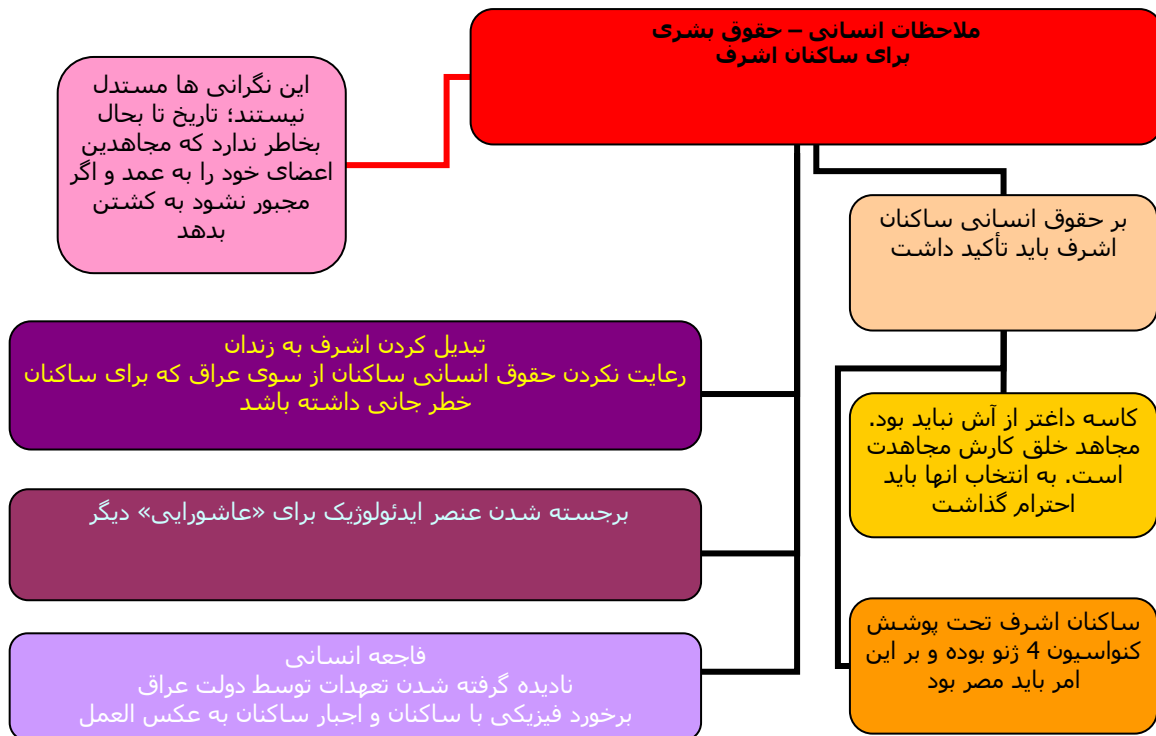 ملاحظات انسانی – حقوق بشری
برای ساکنان اشرف
این نگرانی ها مستدل
نیستند؛ تاریخ تا بحال
بخاطر ندارد که مجاهدین
اعضای خود را به عمد و اگر
مجبور نشود به کشتن
بدهد
بر حقوق انسانی ساکنان
اشرف باید تأکید داشت
تبدیل کردن اشرف به زندان
رعایت نکردن حقوق انسانی ساکنان از سوی عراق که برای ساکنان
خطر جانی داشته باشد
کاسه داغتر از آش نباید بود.
مجاهد خلق کارش مجاهدت
است. به انتخاب انها باید
احترام گذاشت
برجسته شدن عنصر ایدئولوژیک برای «عاشورایی» دیگر
ساکنان اشرف تحت پوشش
کنواسیون 4 ژنو بوده و بر این
امر باید مصر بود
فاجعه انسانی
نادیده گرفته شدن تعهدات توسط دولت عراق
برخورد فیزیکی با ساکنان و اجبار ساکنان به عکس العمل